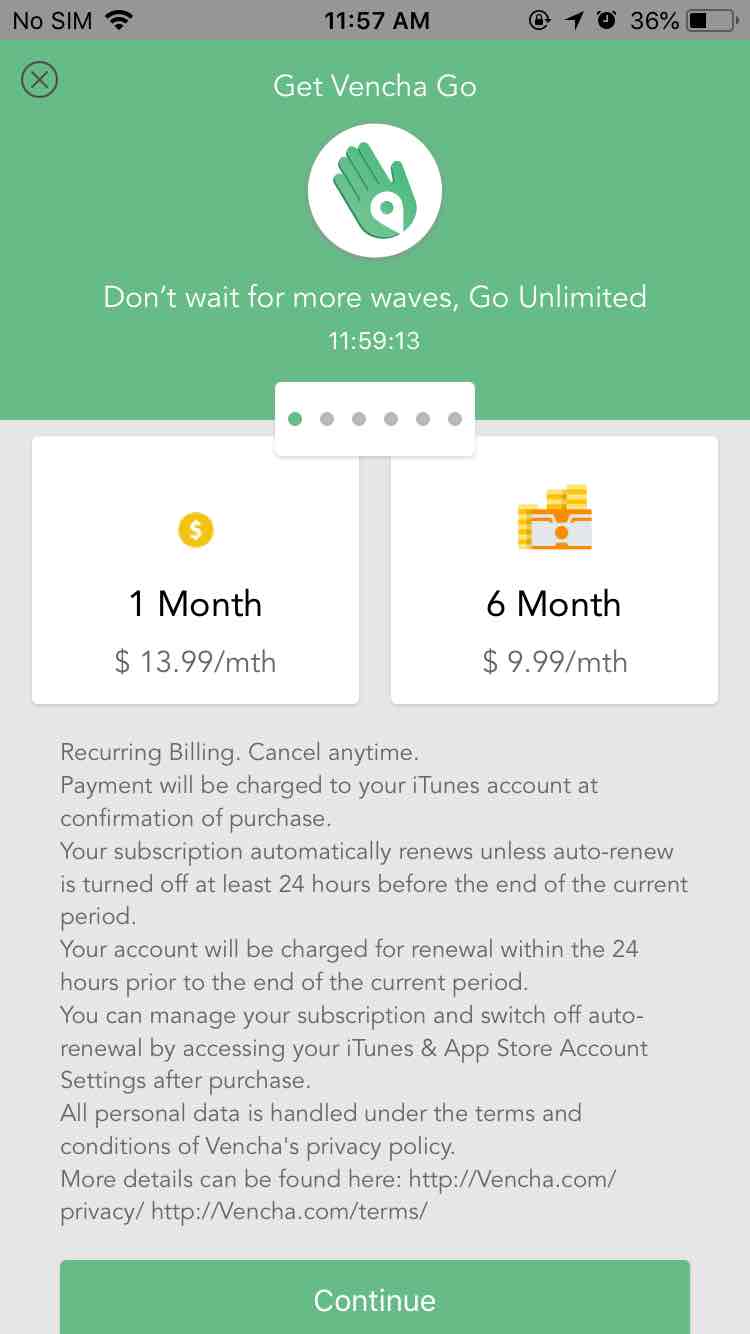 No SIM 11:57 AM 36%
Get Vencha Go
Don't wait for more waves, Go Unlimited
11:59:13
$
1 Month
$ 13.99/mth
6 Month
$ 9.99/mth
Recurring Billing. Cancel anytime.
Payment will be charged to your iTunes account at
confirmation of purchase.
Your subscription automatically renews unless auto-renew
is turned off at least 24 hours before the end of the current
period.
Your account will be charged for renewal within the 24
hours prior to the end of the current period.
You can manage your subscription and switch off auto-
renewal by accessing your iTunes & App Store Account
Settings after purchase.
All personal data is handled under the terms and
conditions of Vencha's privacy policy.
More details can be found here: http://Vencha.com/
privacy/ http://Vencha.com/terms/
Continue